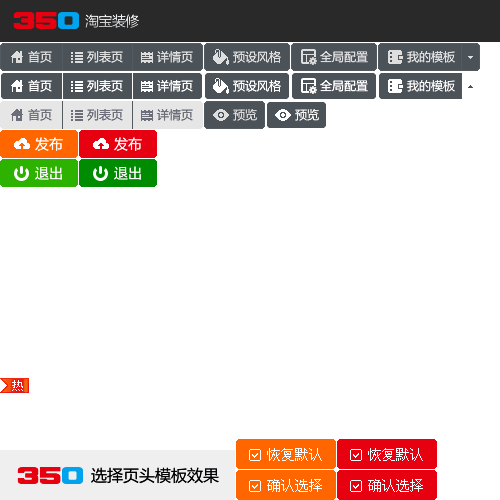 350 淘宝装修
首页 列表页 详情页 预设风格 全局配置 我的模板
首页 列表页 详情页 预设风格 全局配置 我的模板
首页 列表页 详情页 预览 预览
发布 发布
退出 退出
热
恢复默认 恢复默认
350 选择页头模板效果
确认选择 确认选择